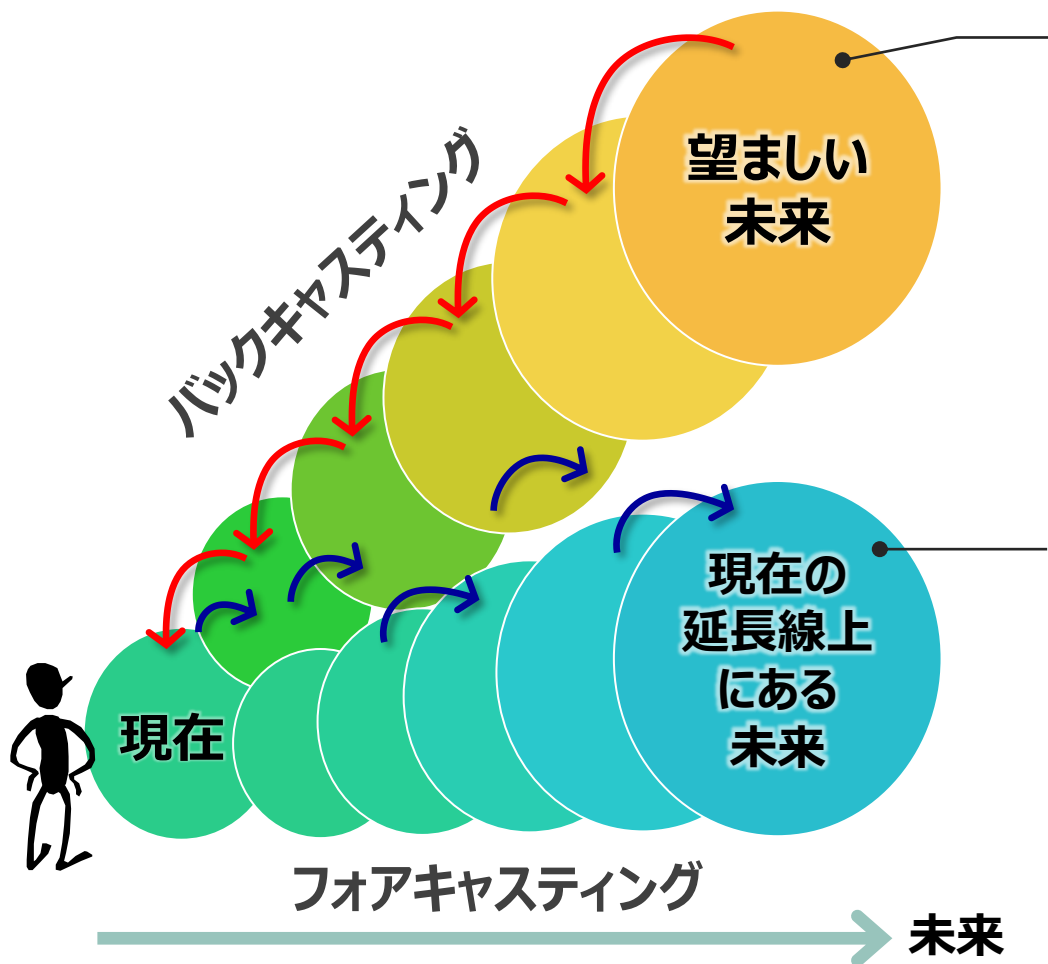 望ましい
未来
バックキャスティング
現在の
延長線上
にある
未来
現在
フォアキャスティング
未来